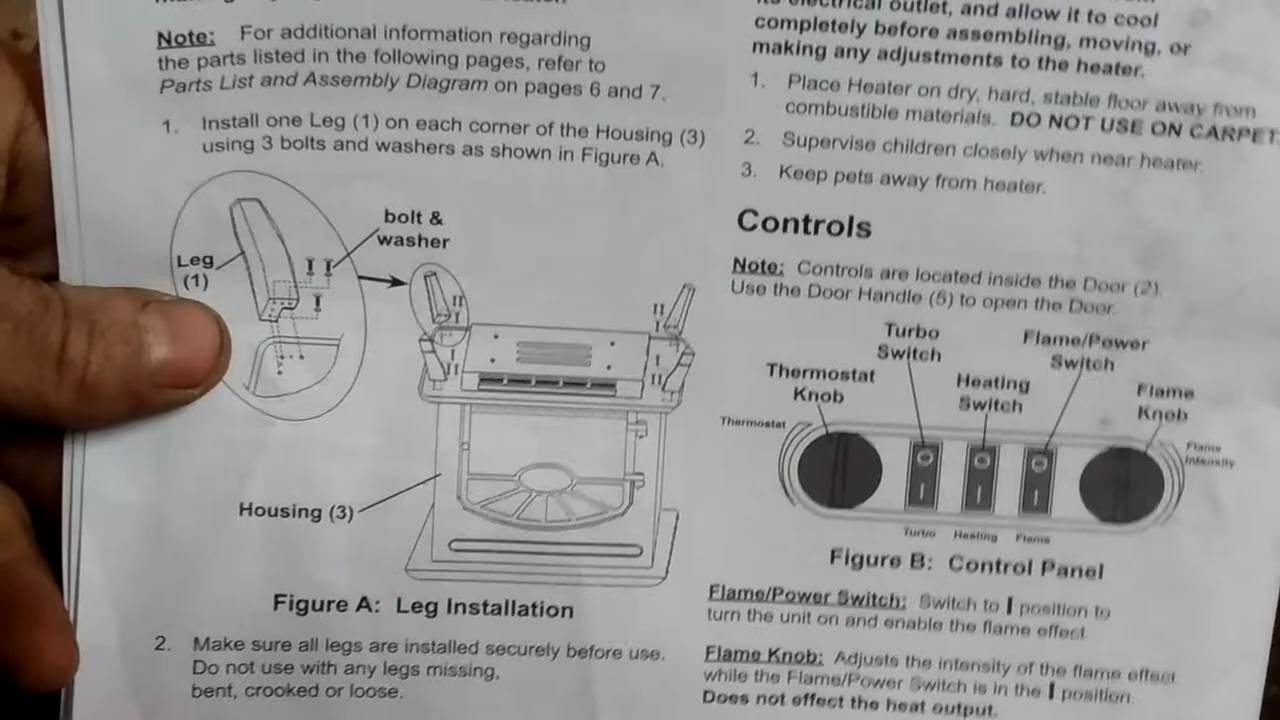 Note: For additional information regarding
the parts listed in the following pages, refer to
Parts List and Assembly Diagram on pages 6 and 7.
1. Install one Leg (1) on each corner of the Housing (3)
using 3 bolts and washers as shown in Figure A.
bolt &
washer
Leg
(1)
Housing (3)
Figure A: Leg Installation
2. Make sure all legs are installed securely before use.
Do not use with any legs missing,
bent, crooked or loose.
its electrical outlet, and allow it to cool
completely before assembling, moving, or
making any adjustments to the heater.
1. Place Heater on dry, hard, stable floor away from
combustible materials. DO NOT USE ON CARPET.
2. Supervise children closely when near heater.
3. Keep pets away from heater.
Controls
Note: Controls are located inside the Door (2).
Use the Door Handle (5) to open the Door.
Turbo
Switch
Flame/Power
Switch
Thermostat
Knob
Heating
Switch
Flame
Knob
Thermostat
Flame
Intensity
Turbo Heating Flame
Figure B: Control Panel
Flame/Power Switch: Switch to I position to
turn the unit on and enable the flame effect.
Flame Knob: Adjusts the intensity of the flame effect
while the Flame/Power Switch is in the I position.
Does not effect the heat output.